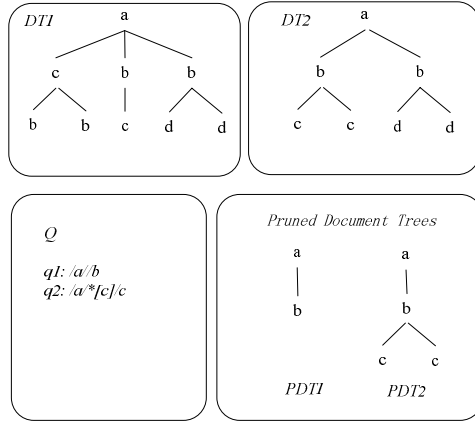 DT1
a
c b b
b b c d d
DT2
a
b b
c c d d
Q
q1: /a//b
q2: /a/*[c]/c
Pruned Document Trees
a a
b b
c c
PDT1 PDT2